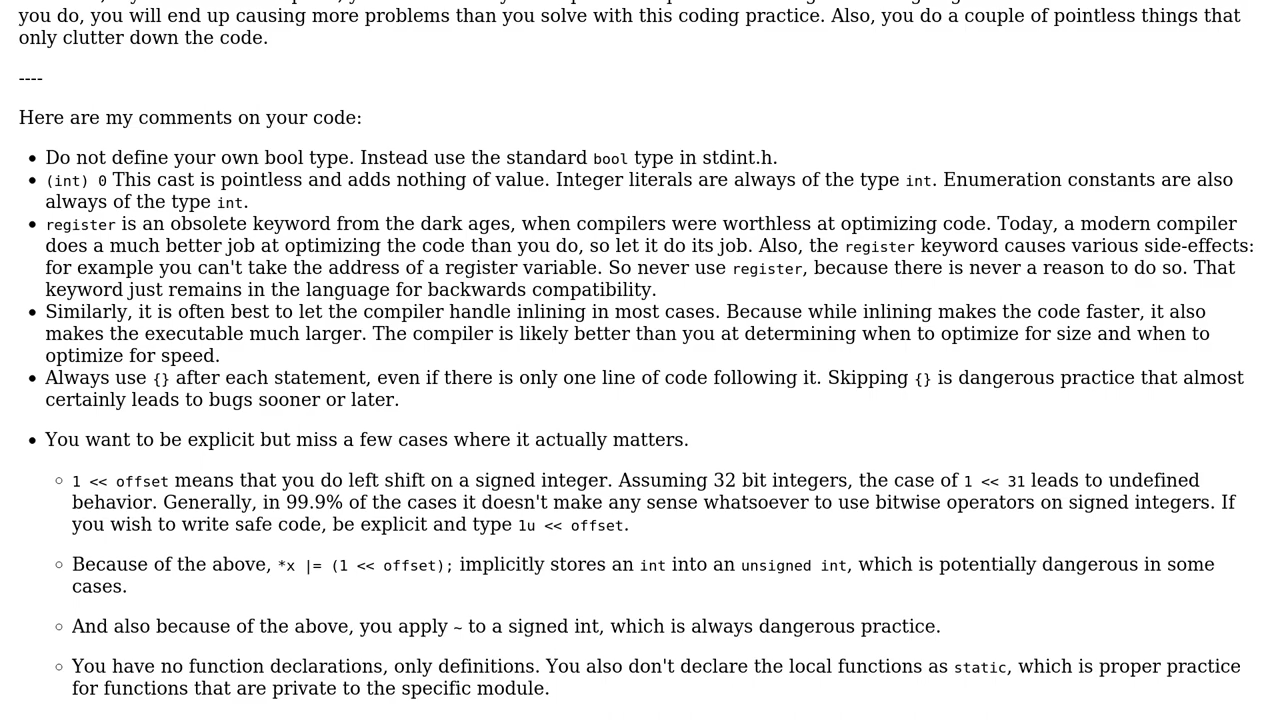 you do, you will end up causing more problems than you solve with this coding practice. Also, you do a couple of pointless things that
only clutter down the code.
----
Here are my comments on your code:
• Do not define your own bool type. Instead use the standard bool type in stdint.h.
• (int) 0 This cast is pointless and adds nothing of value. Integer literals are always of the type int. Enumeration constants are also
always of the type int.
• register is an obsolete keyword from the dark ages, when compilers were worthless at optimizing code. Today, a modern compiler
does a much better job at optimizing the code than you do, so let it do its job. Also, the register keyword causes various side-effects:
for example you can't take the address of a register variable. So never use register, because there is never a reason to do so. That
keyword just remains in the language for backwards compatibility.
• Similarly, it is often best to let the compiler handle inlining in most cases. Because while inlining makes the code faster, it also
makes the executable much larger. The compiler is likely better than you at determining when to optimize for size and when to
optimize for speed.
• Always use {} after each statement, even if there is only one line of code following it. Skipping {} is dangerous practice that almost
certainly leads to bugs sooner or later.
• You want to be explicit but miss a few cases where it actually matters.
◦ 1 << offset means that you do left shift on a signed integer. Assuming 32 bit integers, the case of 1 << 31 leads to undefined
behavior. Generally, in 99.9% of the cases it doesn't make any sense whatsoever to use bitwise operators on signed integers. If
you wish to write safe code, be explicit and type 1u << offset.
◦ Because of the above, *x |= (1 << offset); implicitly stores an int into an unsigned int, which is potentially dangerous in some
cases.
◦ And also because of the above, you apply ~ to a signed int, which is always dangerous practice.
◦ You have no function declarations, only definitions. You also don't declare the local functions as static, which is proper practice
for functions that are private to the specific module.